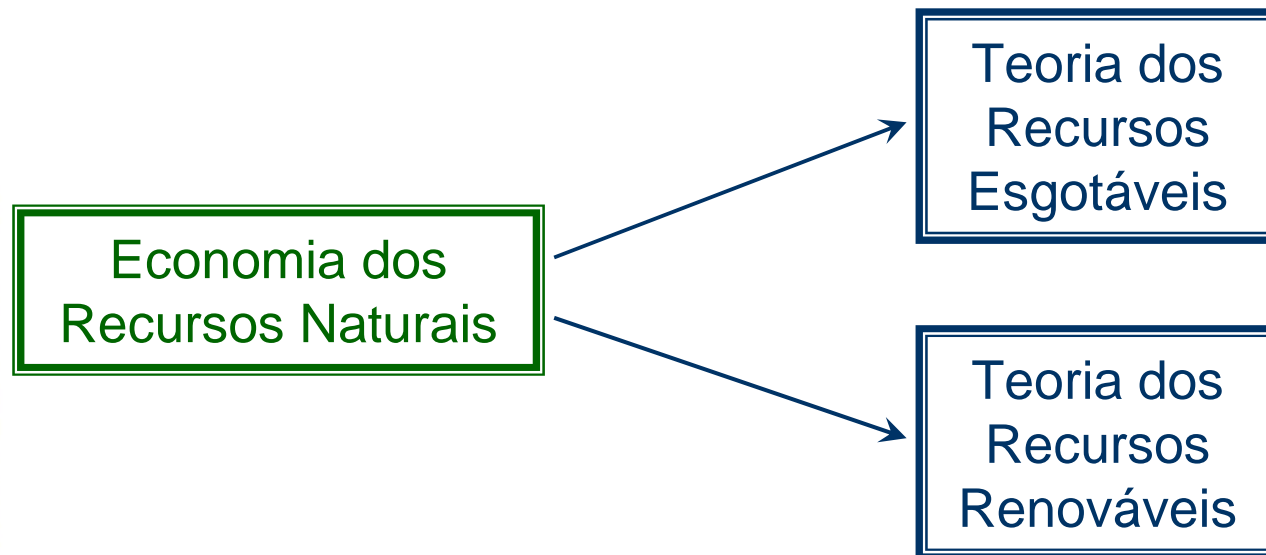 Economia dos
Recursos Naturais
Teoria dos
Recursos
Esgotáveis
Teoria dos
Recursos
Renováveis